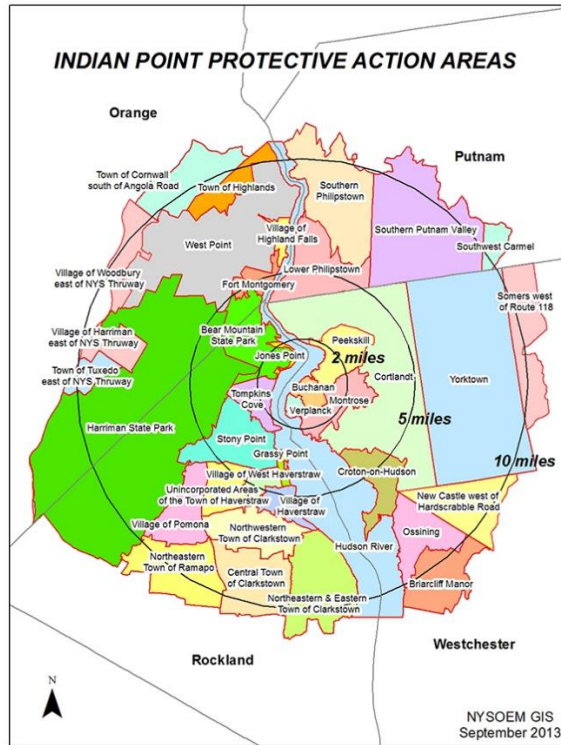 INDIAN POINT PROTECTIVE ACTION AREAS
Orange
Putnam
Town of Cornwall
south of Angola Road
Town of Highlands
Southern
Philipstown
Village of
Highland Falls
Southern Putnam Valley
Southwest Carmel
West Point
Lower Philipstown
Village of Woodbury
east of NYS Thruway
Fort Montgomery
Somers west
of Route 118
Village of Harriman
east of NYS Thruway
Bear Mountain
State Park
Peekskill
Jones Point
2 miles
Town of Tuxedo
east of NYS Thruway
Cortlandt
Yorktown
Buchanan
Tompkins
Cove
Montrose
Verplanck
5 miles
Harriman State Park
Stony Point
Grassy Point
Croton-on-Hudson
10 miles
Village of West Haverstraw
Unincorporated Areas
of the Town of Haverstraw
Village of
Haverstraw
New Castle west of
Hardscrabble Road
Village of Pomona
Northwestern
Town of Clarkstown
Ossining
Hudson River
Northeastern
Town of Ramapo
Central Town
of Clarkstown
Briarcliff Manor
Northeastern & Eastern
Town of Clarkstown
Westchester
Rockland
N
NYSOEM GIS
September 2013